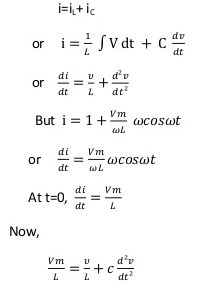 i=iL+ iC
or i = 1/L ∫ V dt + C dv/dt
or di/dt = υ/L + d²v/dt²
But i = 1 + Vm/ωL ωcosωt
or di/dt = Vm/ωL ωcosωt
At t=0, di/dt = Vm/L
Now,
Vm/L = υ/L + c d²v/dt²